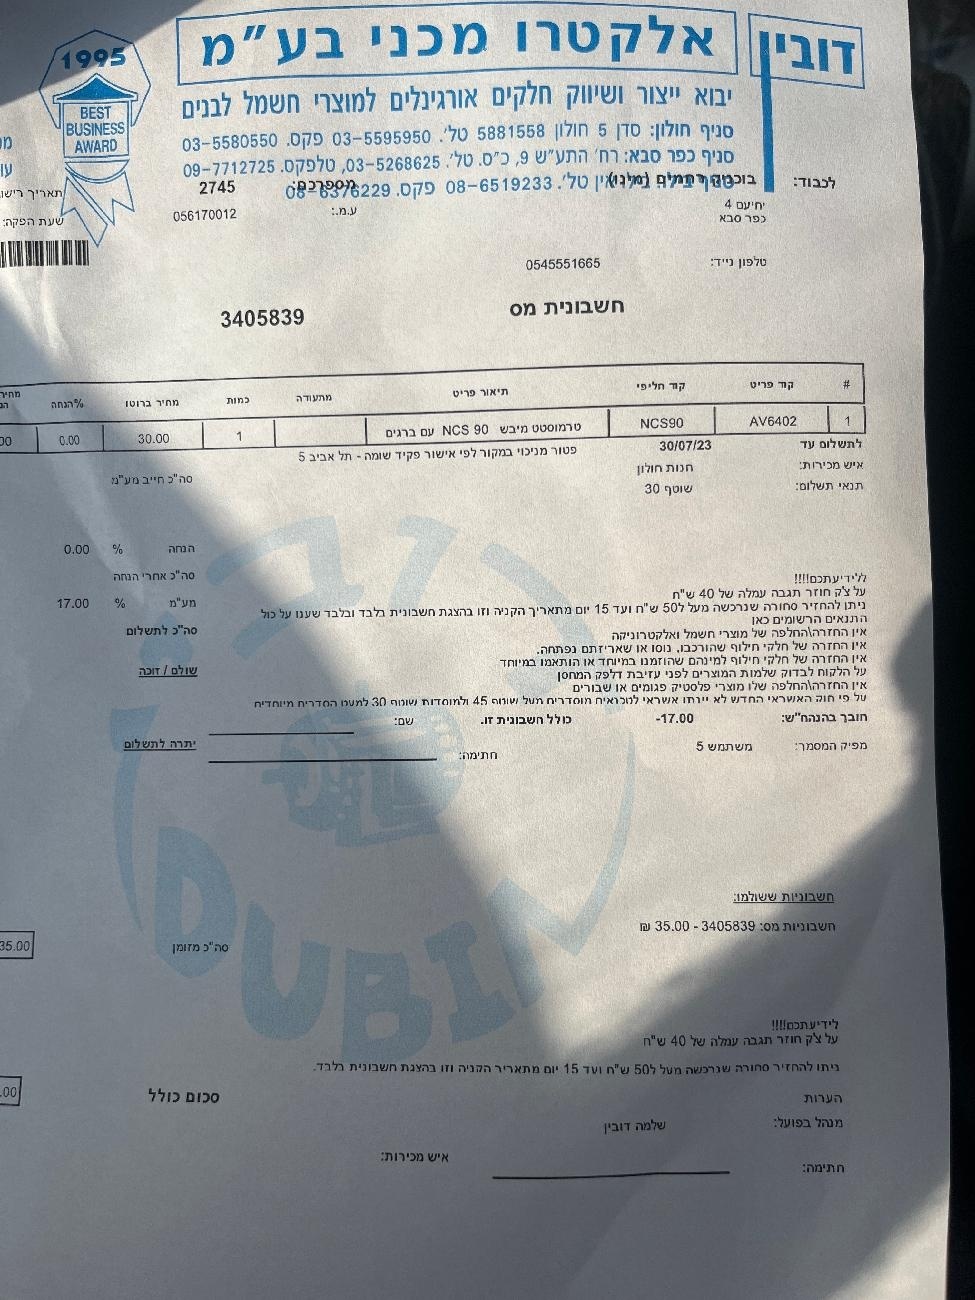 דובין
אלקטרו מכני בע״מ
1995
BEST
BUSINESS
AWARD
יבוא ייצור ושיווק חלקים אורגינלים למוצרי חשמל לבנים
סניף חולון: סדן 5 חולון 5881558 טל׳. 03-5595950 פקס. 03-5580550
סניף כפר סבא: רח׳ התע״ש 9, כ״ס. טל׳. 03-5268625, טלפקס. 09-7712725
טל׳. 08-6519233 פקס. 08-6376229
לכבוד: בוכניק רחמים (מינו)
מספרכם: 2745
תאריך רישו
יחיעם 4
כפר סבא
ע.מ.: 056170012
שעת הפקה:
טלפון נייד: 0545551665
חשבונית מס 3405839
# קוד פריט קוד חליפי תיאור פריט מתעודה כמות מחיר ברוטו %הנחה מחיר
1 AV6402 NCS90 טרמוסטט מיבש NCS 90 עם ברגים 1 30.00 0.00 00
לתשלום עד 30/07/23 פטור מניכוי במקור לפי אישור פקיד שומה - תל אביב 5
איש מכירות: חנות חולון
סה"כ חייב מע"מ
תנאי תשלום: שוטף 30
הנחה % 0.00
סה"כ אחרי הנחה
מע"מ % 17.00
סה"כ לתשלום
שולם / זוכה
ללידיעתכם!!!!
על צ'ק חוזר תגבה עמלה של 40 ש"ח
ניתן להחזיר סחורה שנרכשה מעל ל50 ש"ח ועד 15 יום מתאריך הקניה וזו בהצגת חשבונית בלבד ובלבד שענו על כול
התנאים הרשומים כאן
אין החזרה\החלפה של מוצרי חשמל ואלקטרוניקה
אין החזרה של חלקי חילוף שהורכבו, נוסו או שאריזתם נפתחה.
אין החזרה של חלקי חילוף למינהם שהוזמנו במיוחד או הותאמו במיוחד
על הלקוח לבדוק שלמות המוצרים לפני עזיבת דלפק המחסן
אין החזרה\החלפה שלו מוצרי פלסטיק פגומים או שבורים
על פי חוק האשראי החדש לא יינתן אשראי לטכנאים מוסדרים מעל שוטף 45 ולמוסדות שוטף 30 למעט הסדרים מיוחדים
חובך בהנהח"ש: -17.00 כולל חשבונית זו. שם:
יתרה לתשלום
מפיק המסמך: משתמש 5 חתימה:
DUBIN
חשבוניות ששולמו:
חשבוניות מס: 3405839 - 35.00 ₪
סה"כ מזומן 35.00
לידיעתכם!!!!
על צ'ק חוזר תגבה עמלה של 40 ש"ח
ניתן להחזיר סחורה שנרכשה מעל ל50 ש"ח ועד 15 יום מתאריך הקניה וזו בהצגת חשבונית בלבד.
הערות
סכום כולל .00
מנהל בפועל: שלמה דובין
איש מכירות:
חתימה: